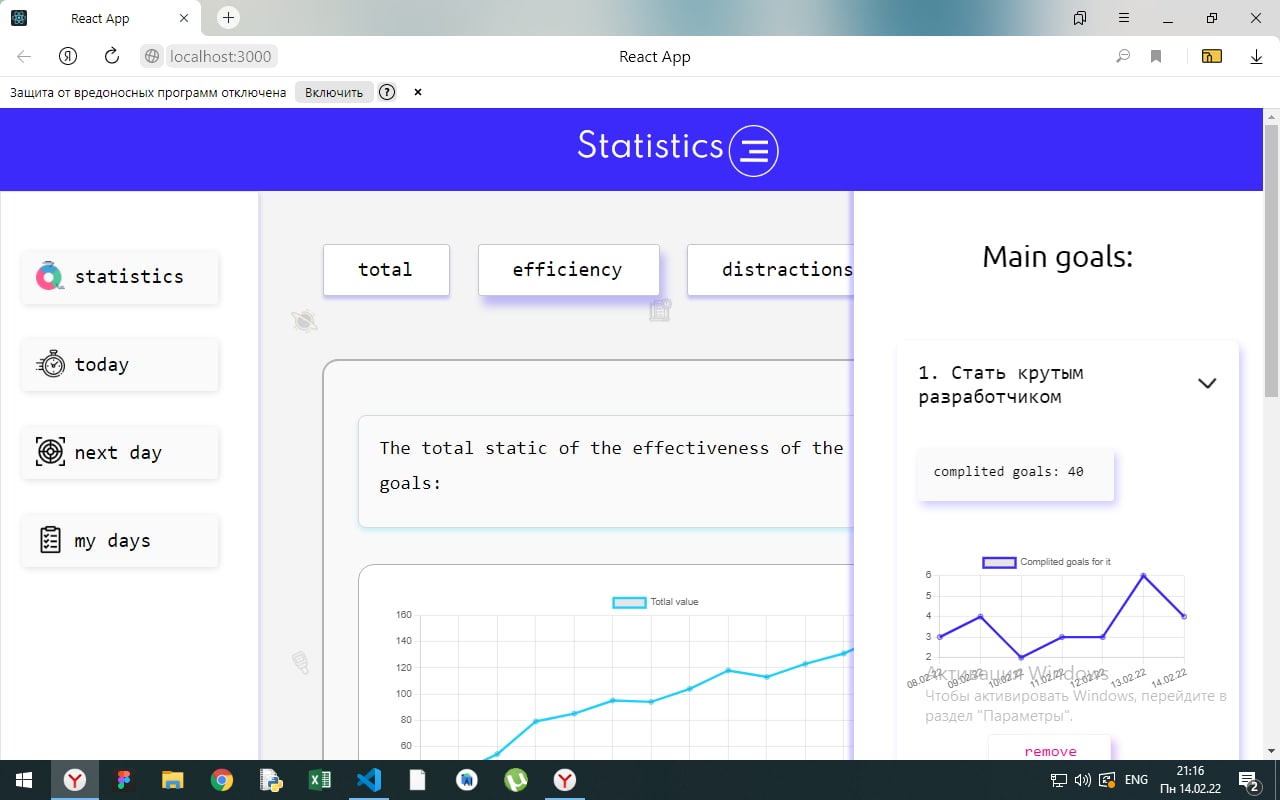 React App
localhost:3000
React App
Защита от вредоносных программ отключена
Включить
?
Statistics
statistics
today
next day
my days
total
efficiency
distractions
The total static of the effectiveness of the
goals:
Totlal value
160
140
120
100
80
60
Main goals:
1. Стать крутым
разработчиком
complited goals: 40
Complited goals for it
6
5
4
3
2
08.02.22
09.02.22
10.02.22
11.02.22
12.02.22
13.02.22
14.02.22
Активация Windows
Чтобы активировать Windows, перейдите в
раздел "Параметры".
remove
ENG
21:16
Пн 14.02.22
2